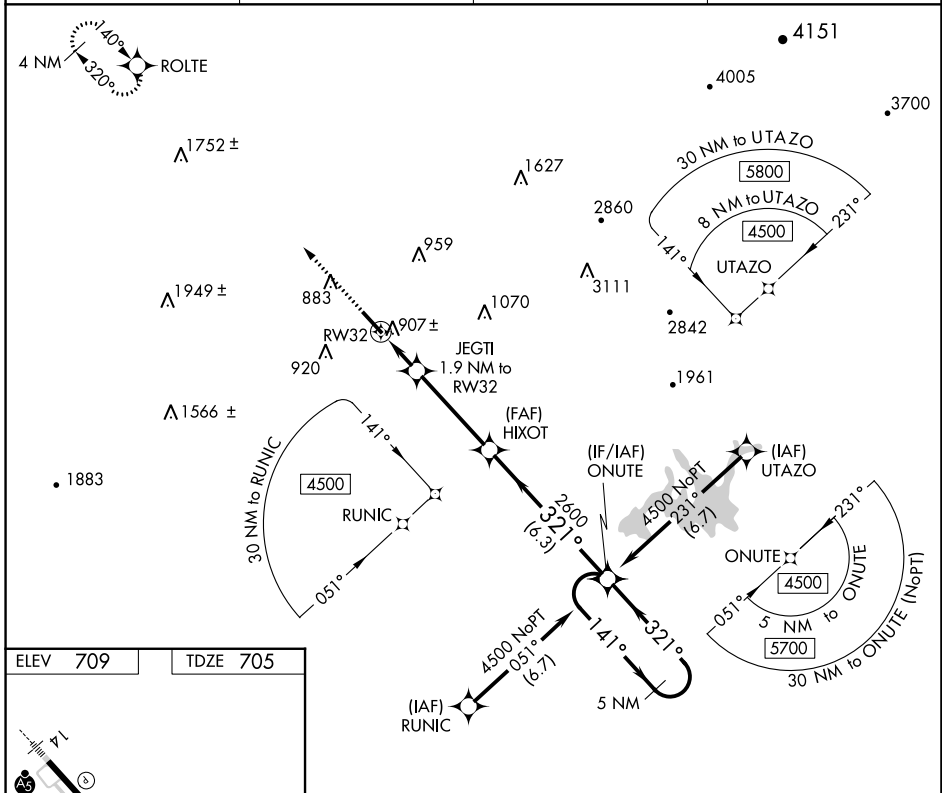 140°
320°
4 NM
ROLTE
4151
4005
3700
1752 ±
1627
30 NM to UTAZO
5800
8 NM to UTAZO
4500
141°
231°
UTAZO
2860
959
3111
1949 ±
883
1070
2842
RW32
907 ±
920
JEGTI
1.9 NM to
RW32
1961
1566 ±
(FAF)
HIXOT
(IF/IAF)
ONUTE
(IAF)
UTAZO
1883
30 NM to RUNIC
4500
141°
RUNIC
051°
2600
321°
(6.3)
4500 NoPT
231°
(6.7)
231°
ONUTE
4500
051°
5 NM to ONUTE
5700
30 NM to ONUTE (NoPT)
141°
321°
5 NM
4500 NoPT
051°
(6.7)
(IAF)
RUNIC
ELEV 709
TDZE 705
14
A5
P